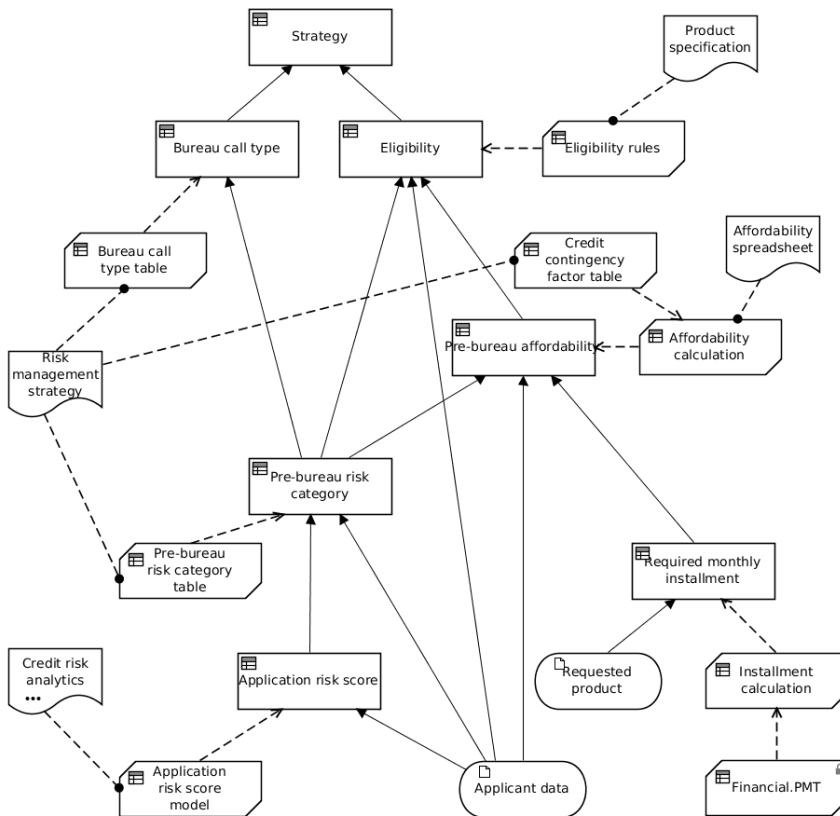 Strategy
Product
specification
Bureau call type
Eligibility
Eligibility rules
Bureau call
type table
Credit
contingency
factor table
Affordability
spreadsheet
Pre-bureau affordability
Affordability
calculation
Risk
management
strategy
Pre-bureau risk
category
Pre-bureau
risk category
table
Required monthly
installment
Credit risk
analytics
Application risk score
Requested
product
Installment
calculation
Application
risk score
model
Applicant data
Financial.PMT